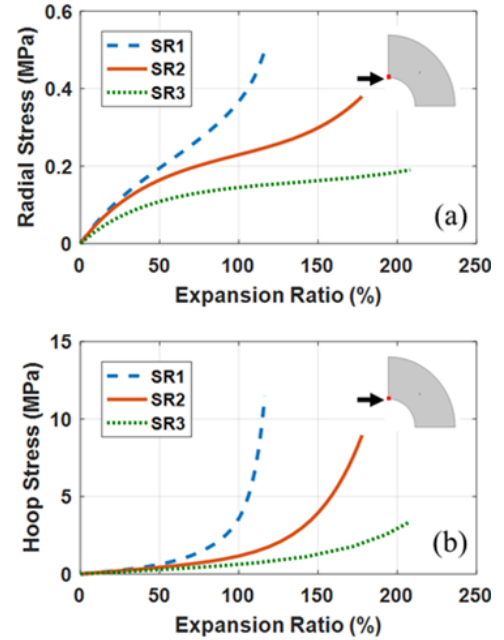 Radial Stress (MPa)
0.6
0.4
0.2
0
SR1
SR2
SR3
(a)
0 50 100 150 200 250
Expansion Ratio (%)
Hoop Stress (MPa)
15
10
5
0
SR1
SR2
SR3
(b)
0 50 100 150 200 250
Expansion Ratio (%)